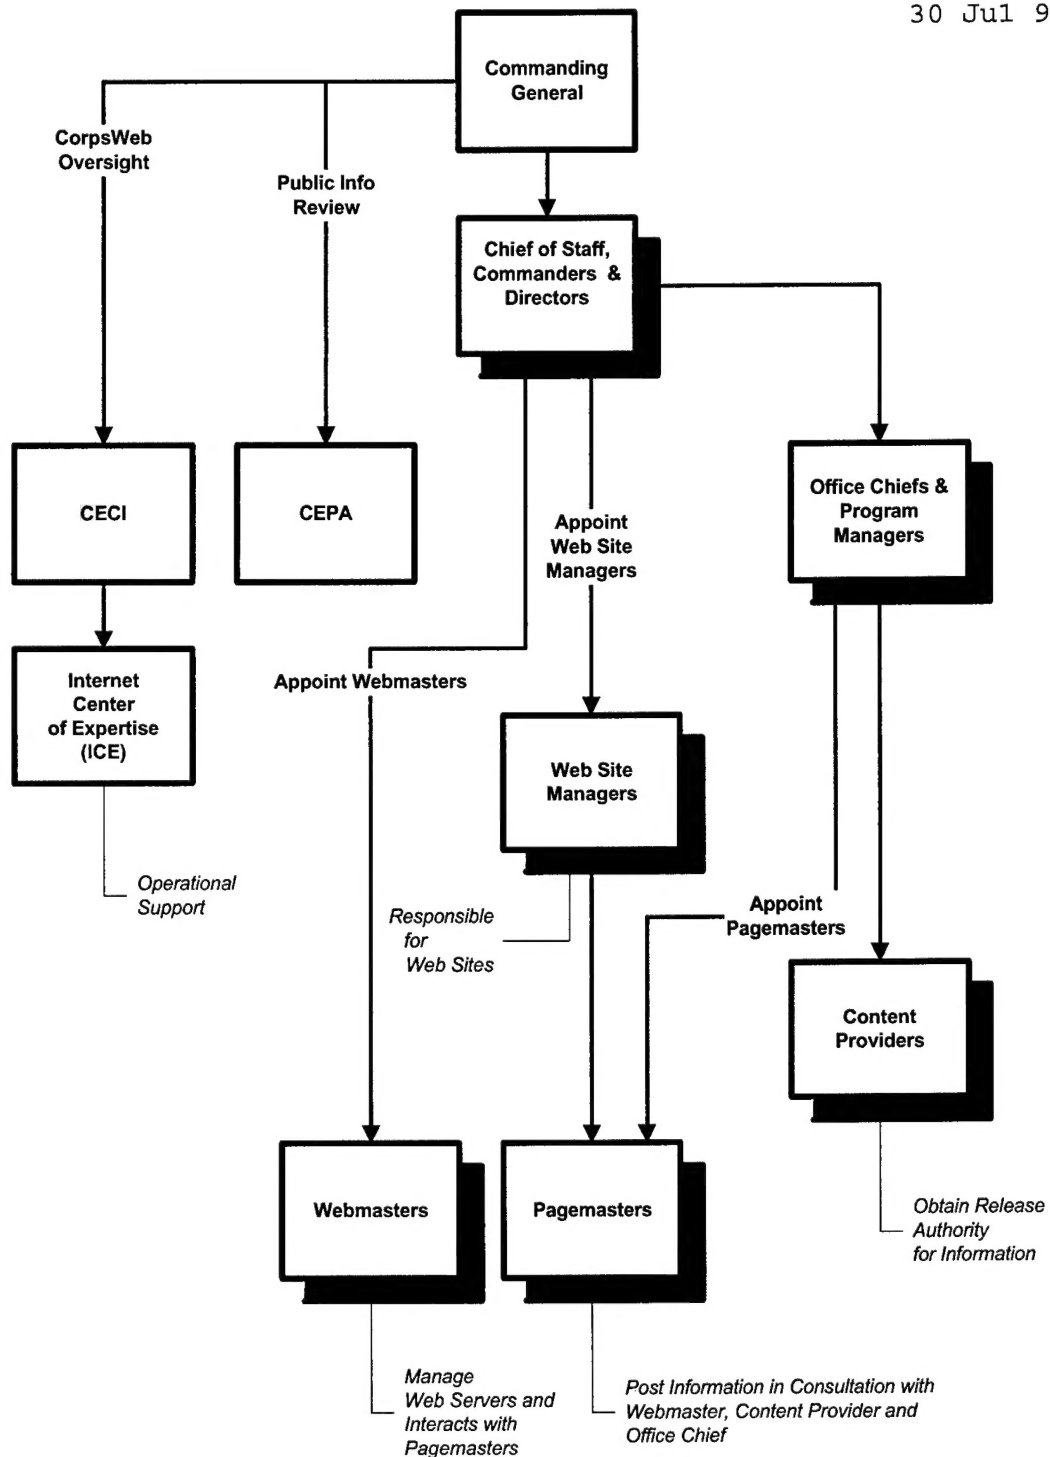 30 Jul 9
Commanding
General
CorpsWeb
Oversight
Public Info
Review
Chief of Staff,
Commanders &
Directors
CECI
CEPA
Office Chiefs &
Program
Managers
Appoint
Web Site
Managers
Internet
Center
of Expertise
(ICE)
Appoint Webmasters
Web Site
Managers
Operational
Support
Responsible
for
Web Sites
Appoint
Pagemasters
Content
Providers
Webmasters
Pagemasters
Obtain Release
Authority
for Information
Manage
Web Servers and
Interacts with
Pagemasters
Post Information in Consultation with
Webmaster, Content Provider and
Office Chief